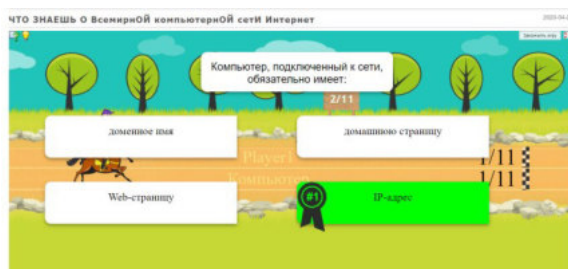 ЧТО ЗНАЕШЬ О ВсемирнОЙ компьютернОЙ сетИ Интернет
Компьютер, подключенный к сети,
обязательно имеет:
2/11
доменное имя
домашнюю страницу
Player1
1/11
Компьютер
1/11
Web-страницу
#1
IP-адрес